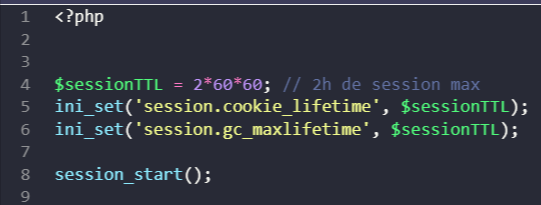 1 <?php
2
3
4 $sessionTTL = 2*60*60; // 2h de session max
5 ini_set('session.cookie_lifetime', $sessionTTL);
6 ini_set('session.gc_maxlifetime', $sessionTTL);
7
8 session_start();
9